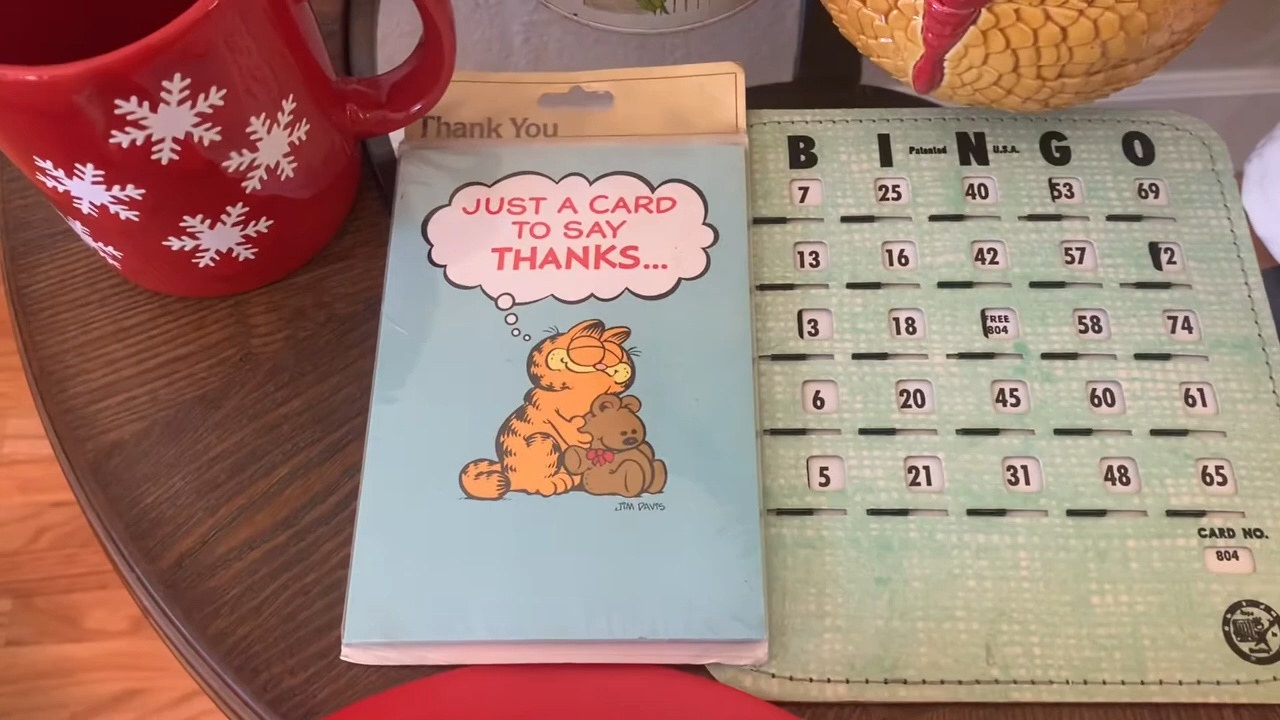 Thank You
JUST A CARD
TO SAY
THANKS...
JIM DAVIS
B I Patented N U.S.A. G O
7 25 40 53 69
13 16 42 57 72
3 18 FREE 804 58 74
6 20 45 60 61
5 21 31 48 65
CARD NO.
804